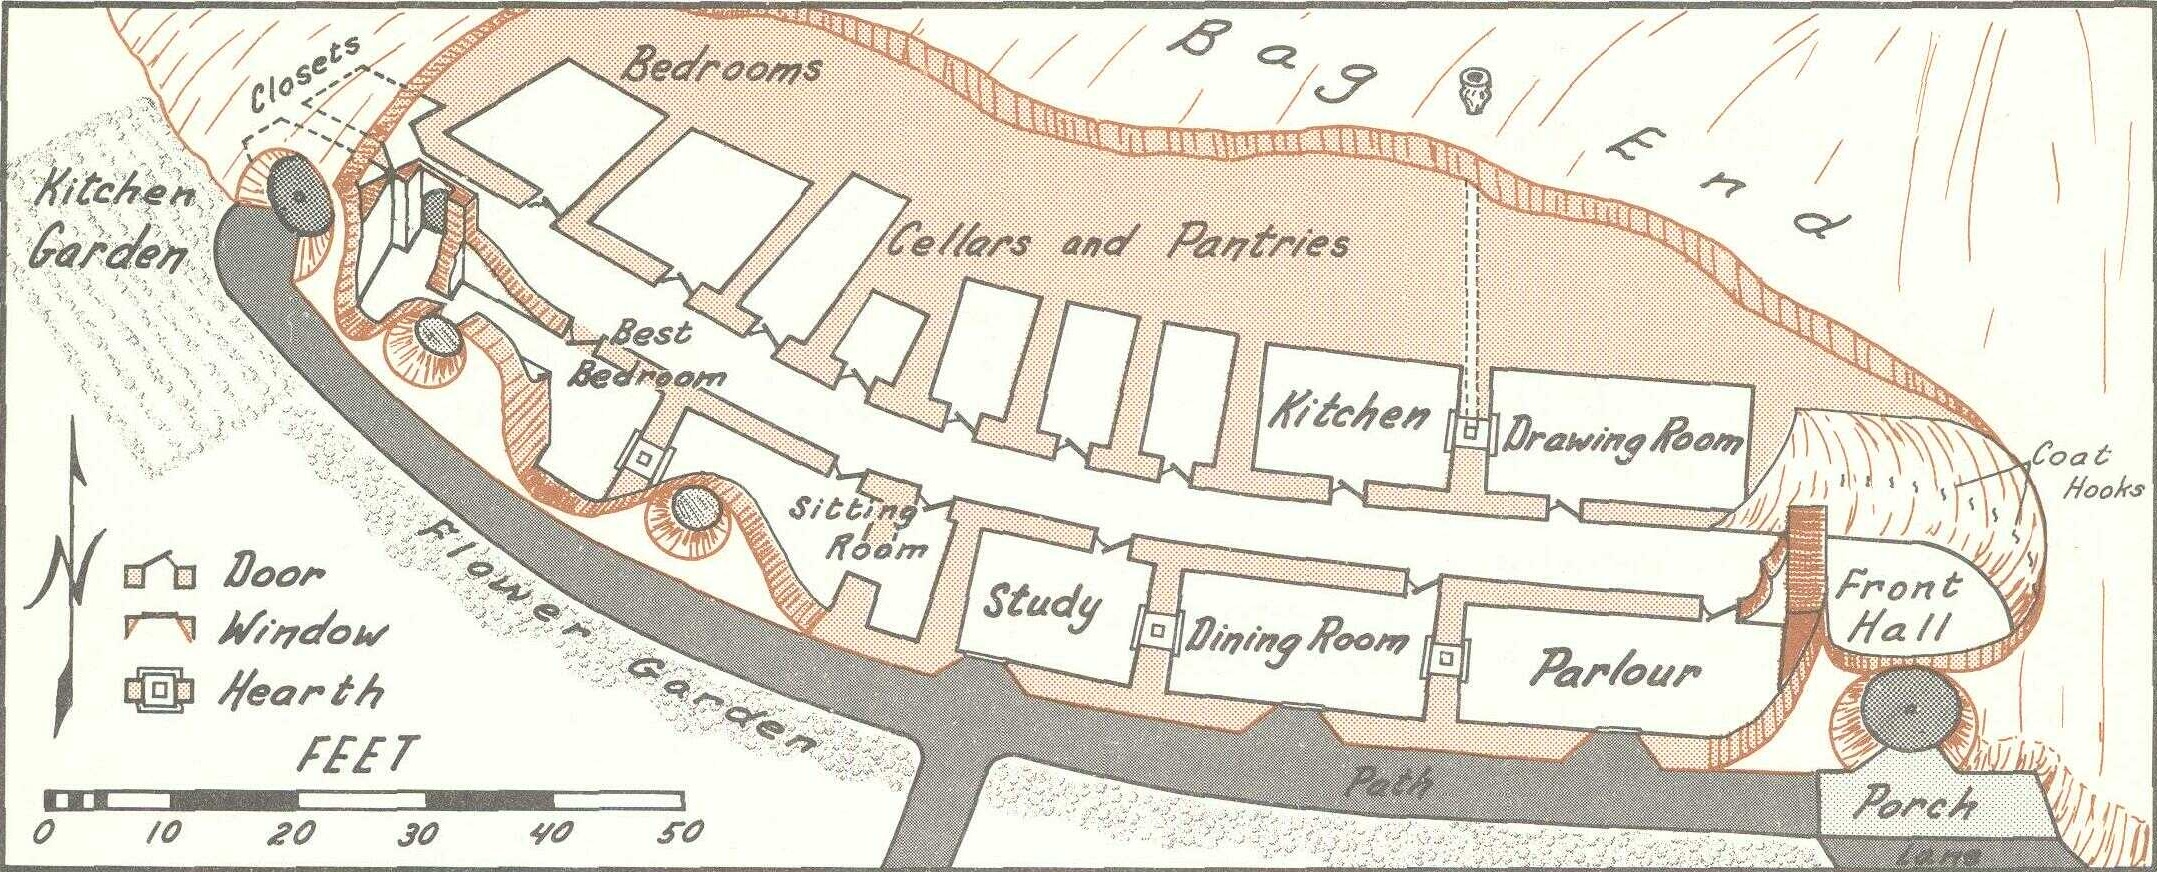 Bag End
Closets
Bedrooms
Kitchen
Garden
Cellars and Pantries
Best
Bedroom
Kitchen
Drawing Room
Coat
Hooks
Sitting
Room
Study
Dining Room
Parlour
Front
Hall
Flower Garden
N
Door
Window
Hearth
FEET
0 10 20 30 40 50
Path
Porch
Lane